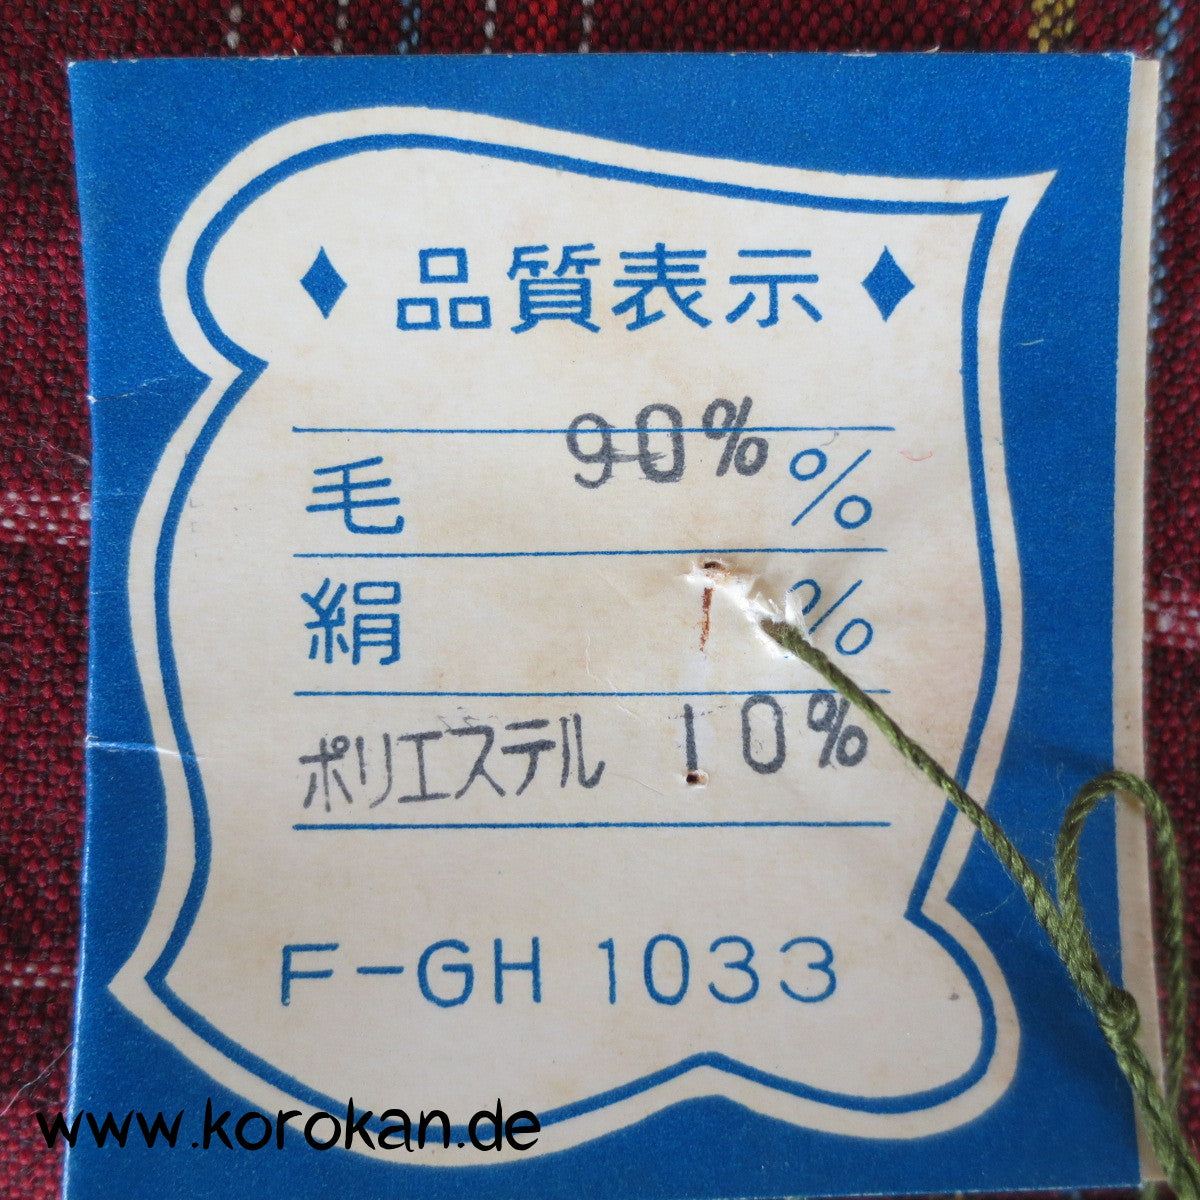 ♦ 品質表示 ♦
毛 90% %
絹 %
ポリエステル 10%
F-GH 1033
www.korokan.de